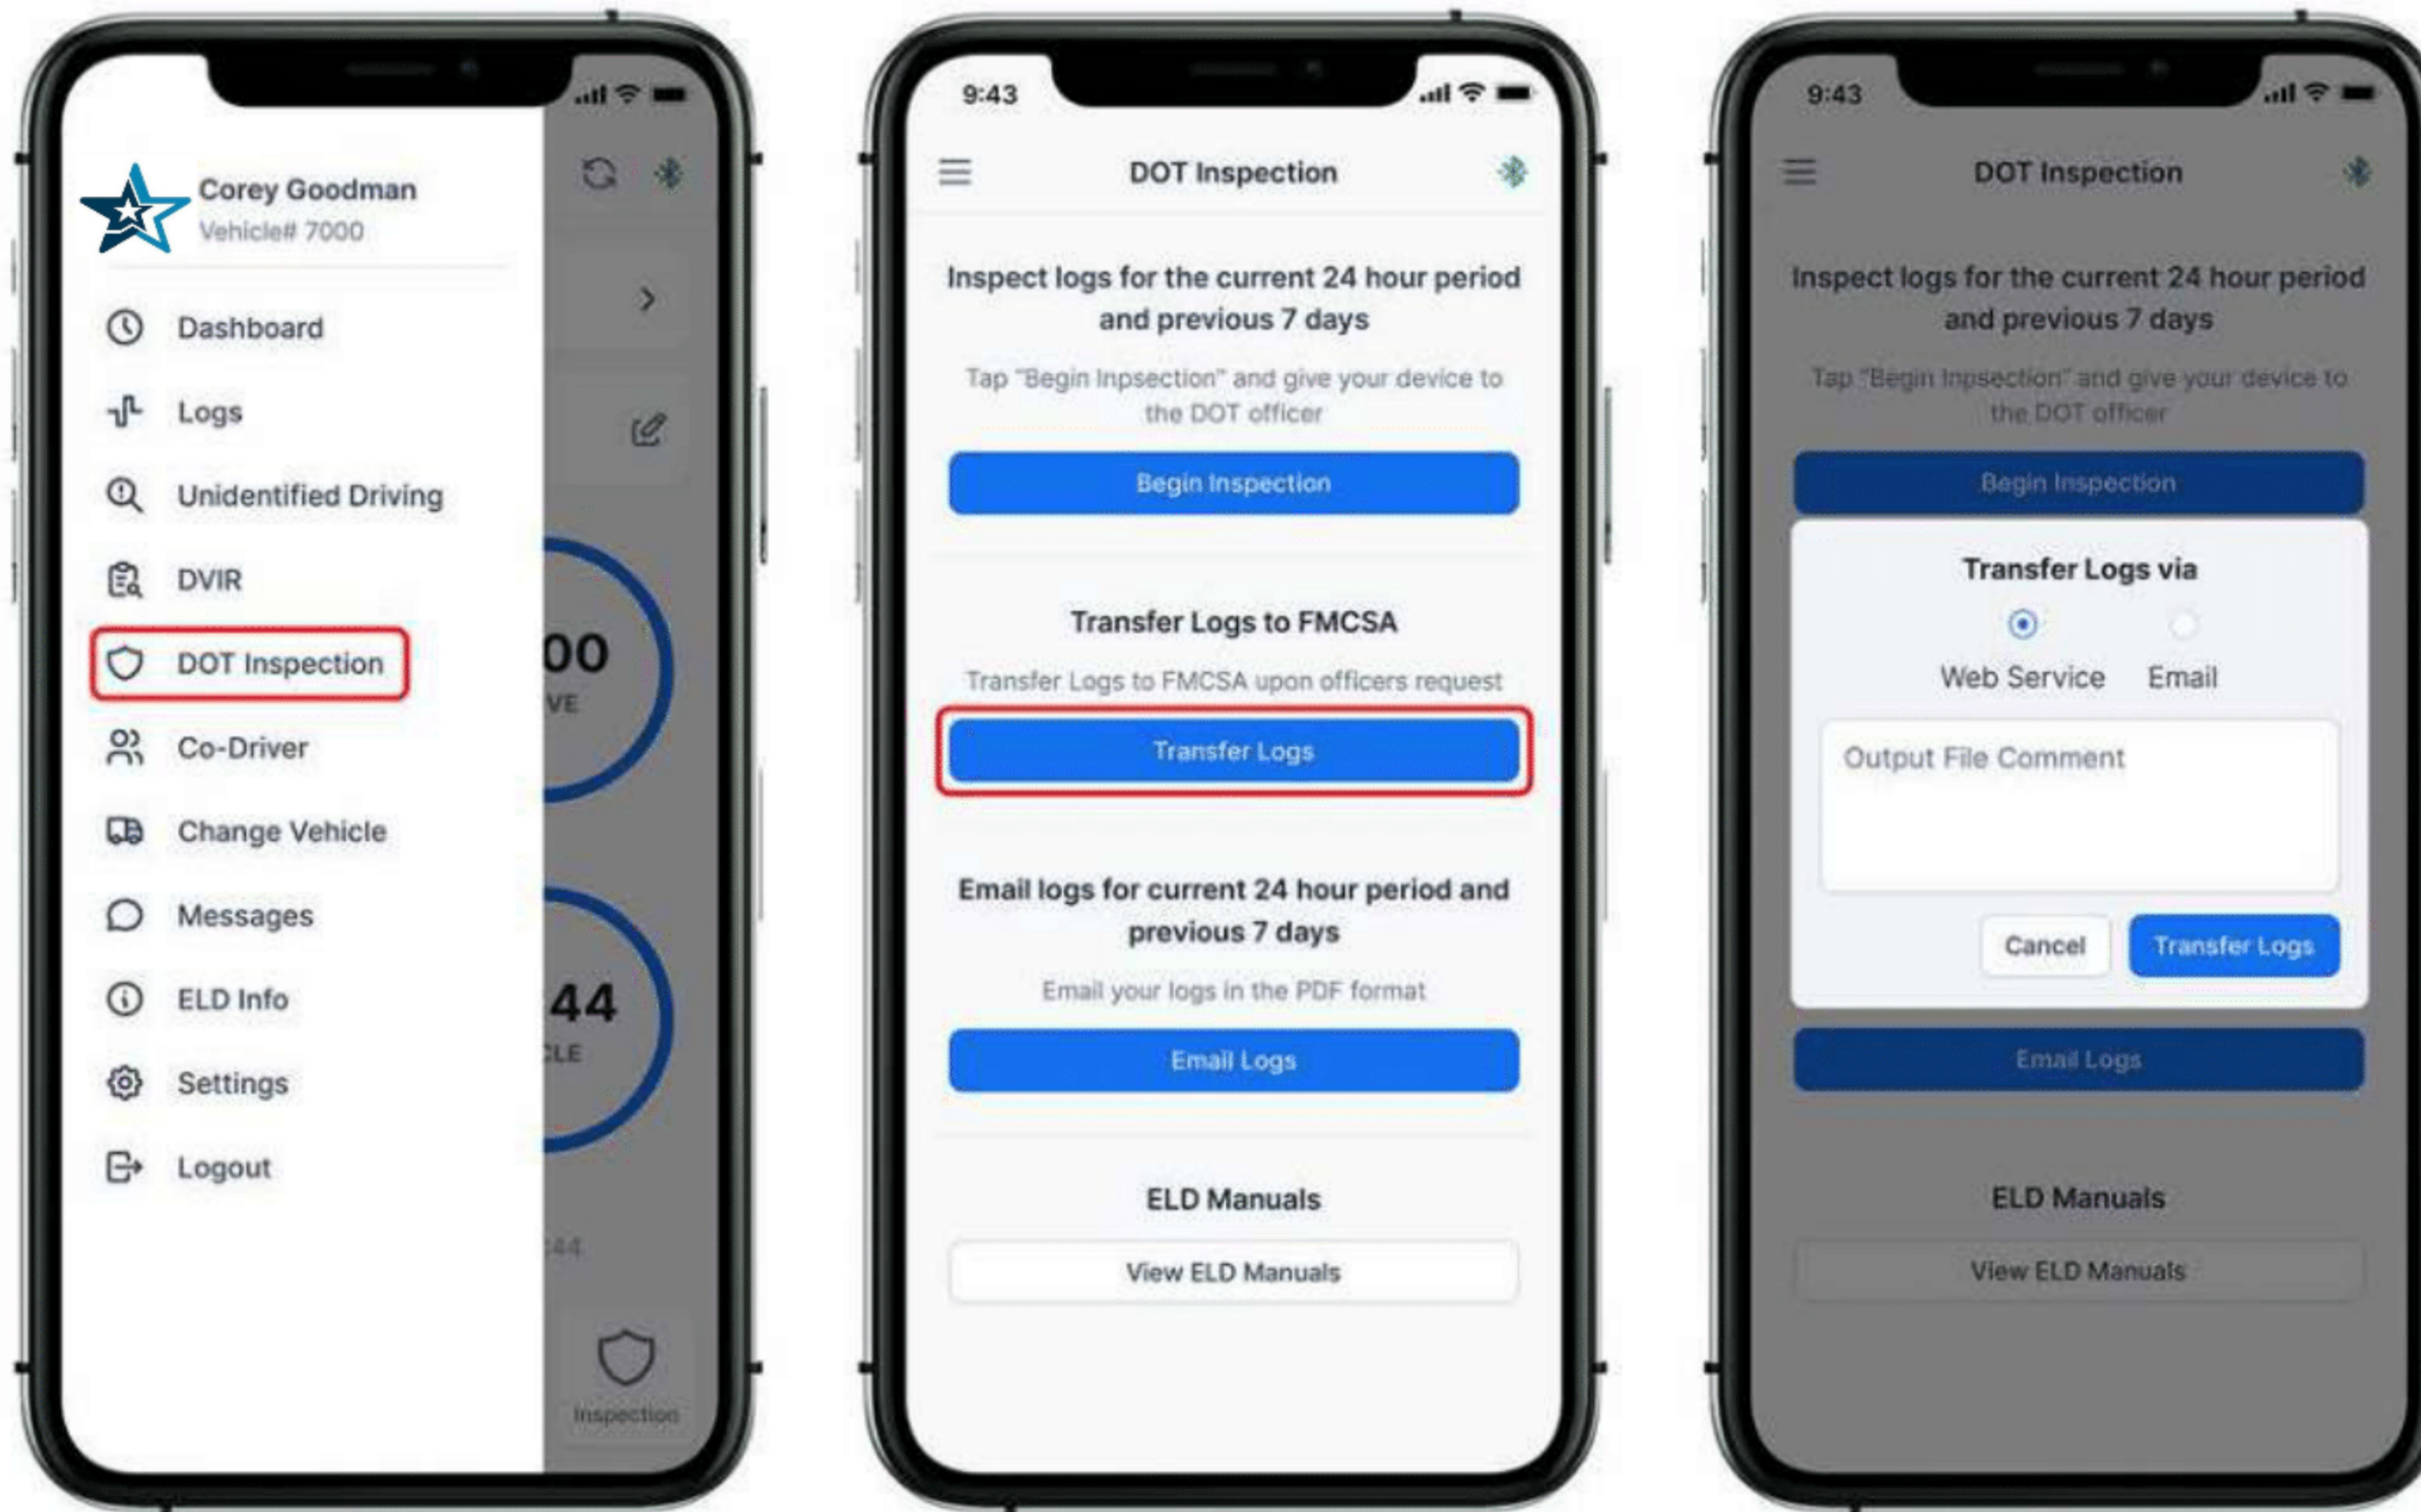 Corey Goodman
Vehicle# 7000
Dashboard
Logs
Unidentified Driving
DVIR
DOT Inspection
Co-Driver
Change Vehicle
Messages
ELD Info
Settings
Logout
00
VE
44
CLE
:44
Inspection
9:43
DOT Inspection
Inspect logs for the current 24 hour period
and previous 7 days
Tap "Begin Inpsection" and give your device to
the DOT officer
Begin Inspection
Transfer Logs to FMCSA
Transfer Logs to FMCSA upon officers request
Transfer Logs
Email logs for current 24 hour period and
previous 7 days
Email your logs in the PDF format
Email Logs
ELD Manuals
View ELD Manuals
9:43
DOT Inspection
Inspect logs for the current 24 hour period
and previous 7 days
Tap "Begin Inpsection" and give your device to
the DOT officer
Begin Inspection
Transfer Logs via
Web Service Email
Output File Comment
Cancel Transfer Logs
Email Logs
ELD Manuals
View ELD Manuals